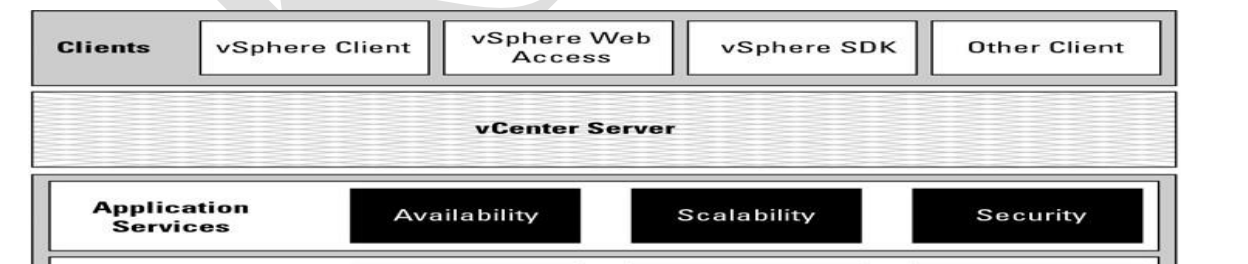 Clients
vSphere Client
vSphere Web
Access
vSphere SDK
Other Client
vCenter Server
Application
Services
Availability
Scalability
Security